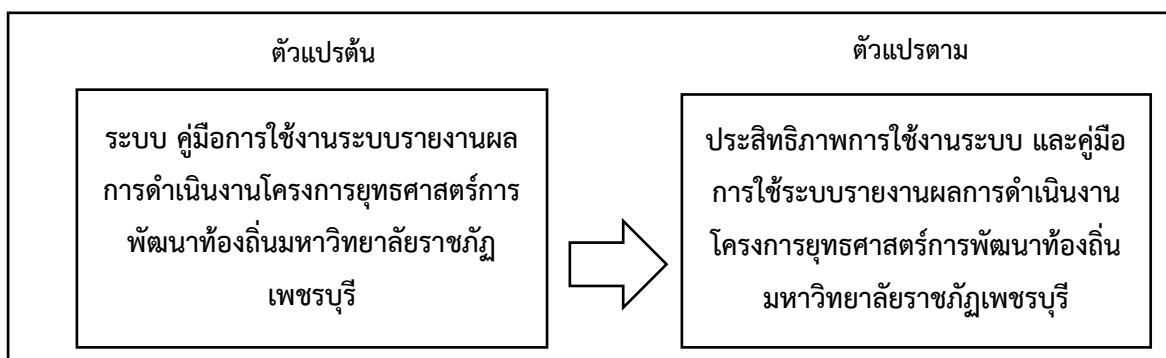 ตัวแปรต้น
ระบบ คู่มือการใช้งานระบบรายงานผล
การดำเนินงานโครงการยุทธศาสตร์การ
พัฒนาท้องถิ่นมหาวิทยาลัยราชภัฏ
เพชรบุรี
ตัวแปรตาม
ประสิทธิภาพการใช้งานระบบ และคู่มือ
การใช้ระบบรายงานผลการดำเนินงาน
โครงการยุทธศาสตร์การพัฒนาท้องถิ่น
มหาวิทยาลัยราชภัฏเพชรบุรี